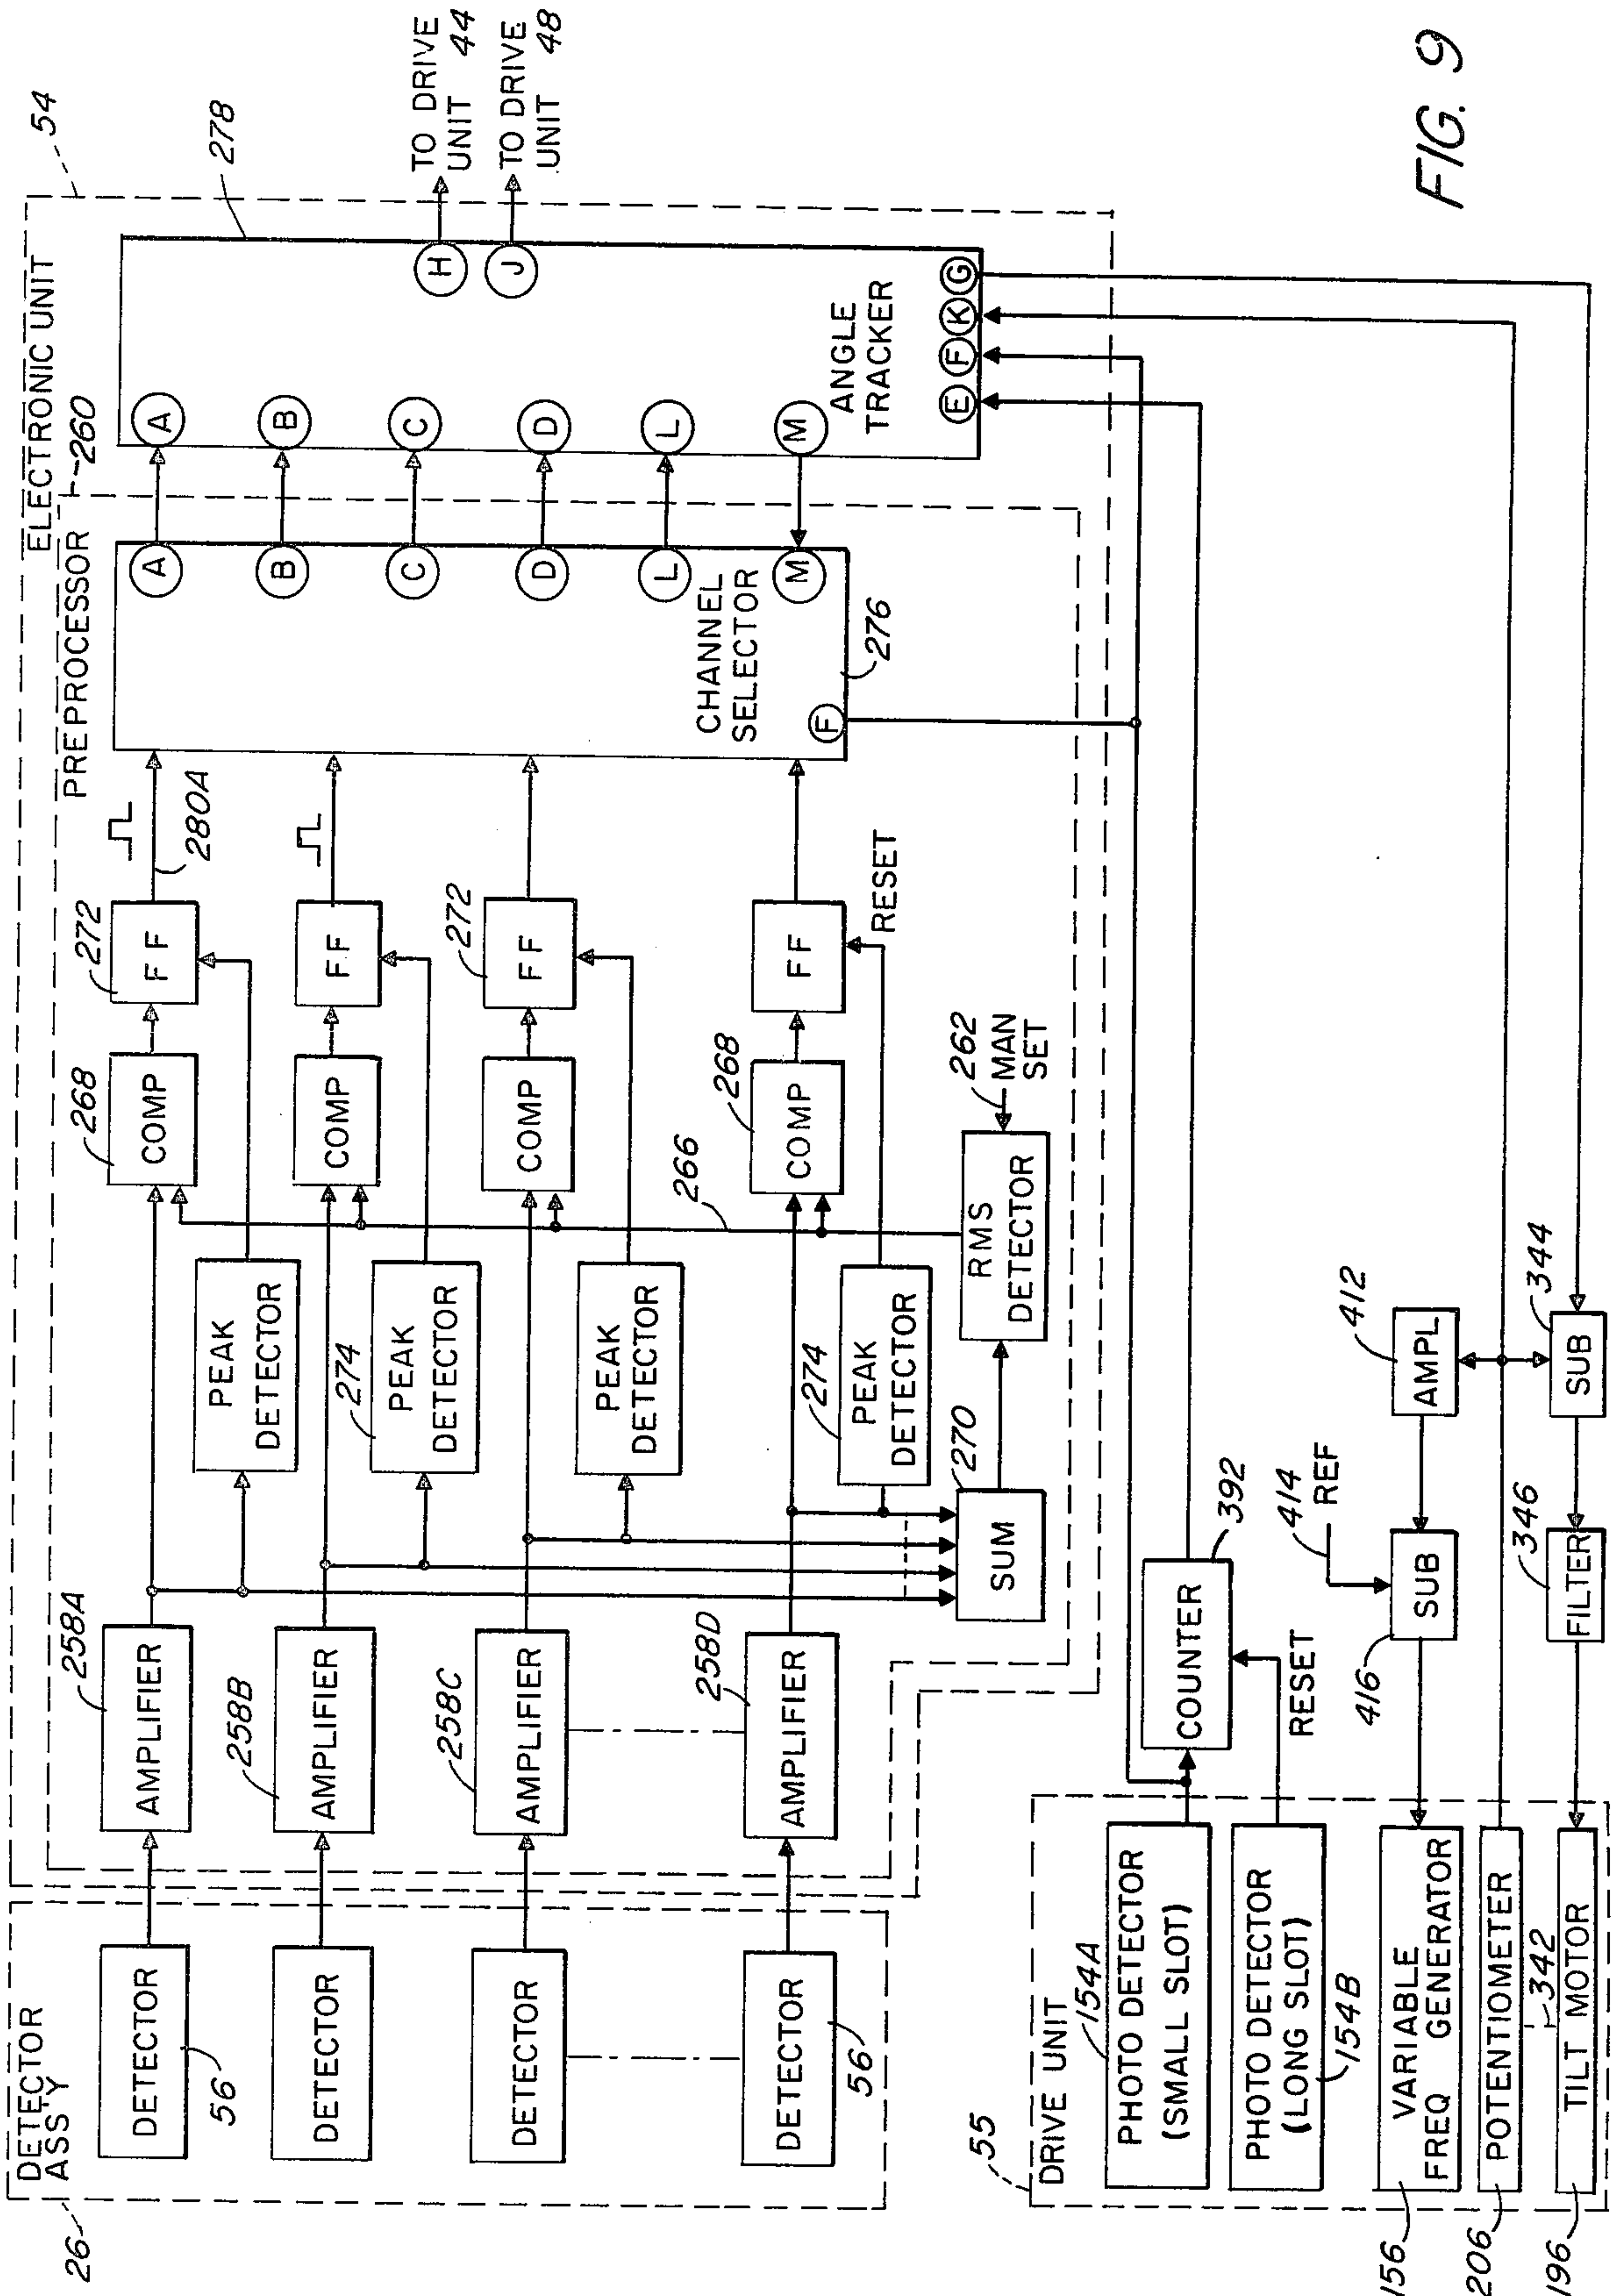 26
DETECTOR
ASS'Y
DETECTOR
56
DETECTOR
DETECTOR
DETECTOR
56
ELECTRONIC UNIT
54
PREPROCESSOR
260
258A
AMPLIFIER
258B
AMPLIFIER
258C
AMPLIFIER
258D
AMPLIFIER
PEAK
DETECTOR
274
PEAK
DETECTOR
PEAK
DETECTOR
274
PEAK
DETECTOR
270
SUM
RMS
DETECTOR
262
MAN
SET
266
268
COMP
COMP
COMP
268
COMP
272
FF
FF
272
FF
FF
RESET
280A
CHANNEL
SELECTOR
276
A
B
C
D
L
M
F
278
A
B
C
D
L
M
ANGLE
TRACKER
E
F
K
G
H
J
TO DRIVE
UNIT 44
TO DRIVE
UNIT 48
55
DRIVE UNIT
154A
PHOTO DETECTOR
(SMALL SLOT)
PHOTO DETECTOR
(LONG SLOT)
154B
156
VARIABLE
FREQ GENERATOR
206
POTENTIOMETER
342
196
TILT MOTOR
COUNTER
392
RESET
416
SUB
414
REF
AMPL
412
346
FILTER
SUB
344
FIG. 9